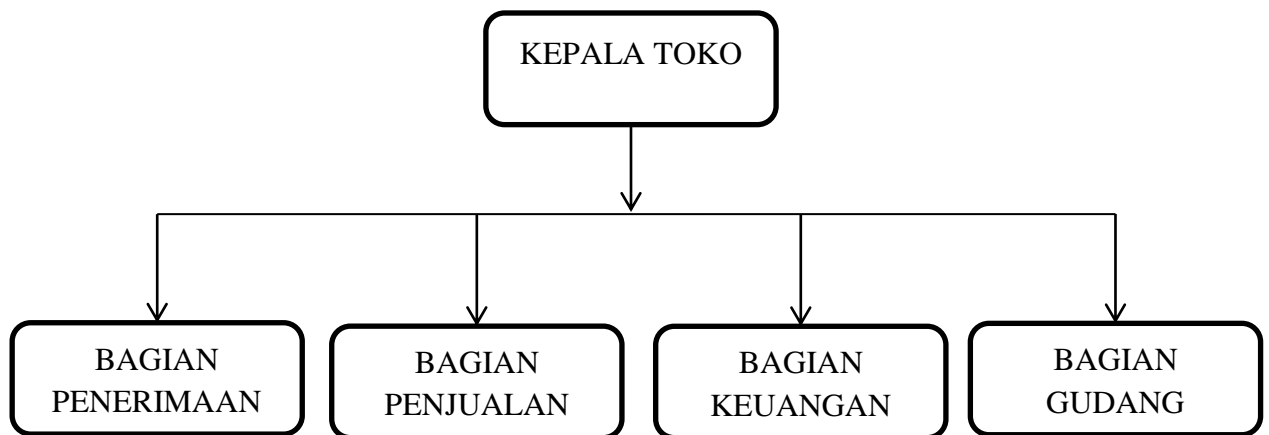 KEPALA TOKO
BAGIAN
PENERIMAAN
BAGIAN
PENJUALAN
BAGIAN
KEUANGAN
BAGIAN
GUDANG